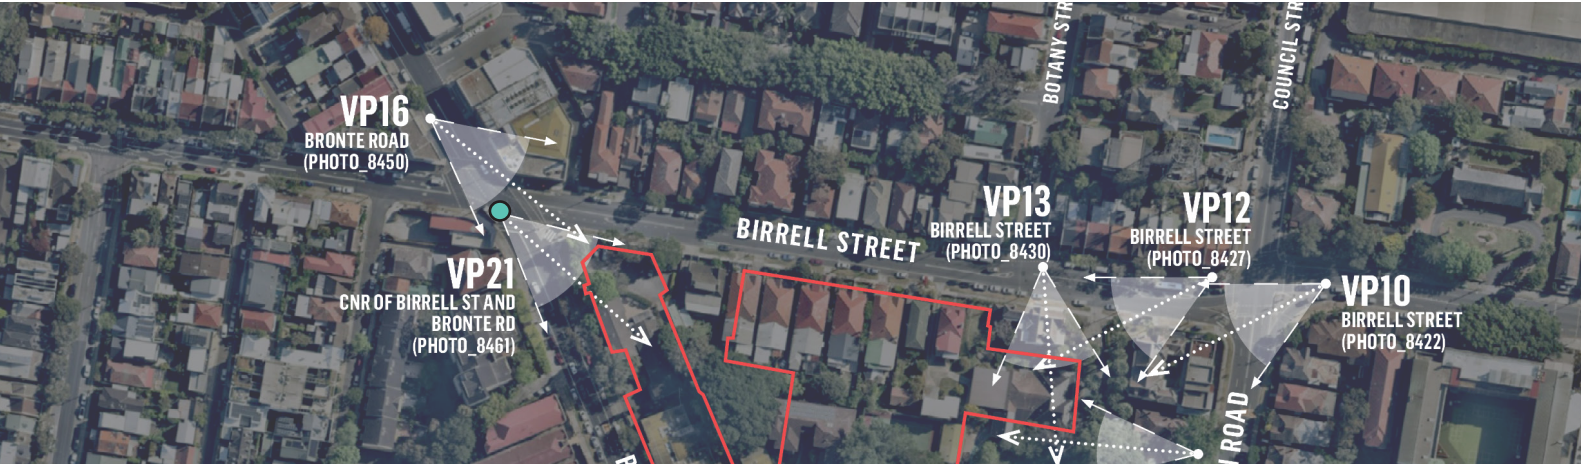 BOTANY STR
COUNCIL STR
VP16
BRONTE ROAD
(PHOTO_8450)
VP13
BIRRELL STREET
(PHOTO_8430)
VP12
BIRRELL STREET
(PHOTO_8427)
BIRRELL STREET
VP21
CNR OF BIRRELL ST AND
BRONTE RD
(PHOTO_8461)
VP10
BIRRELL STREET
(PHOTO_8422)
ROAD